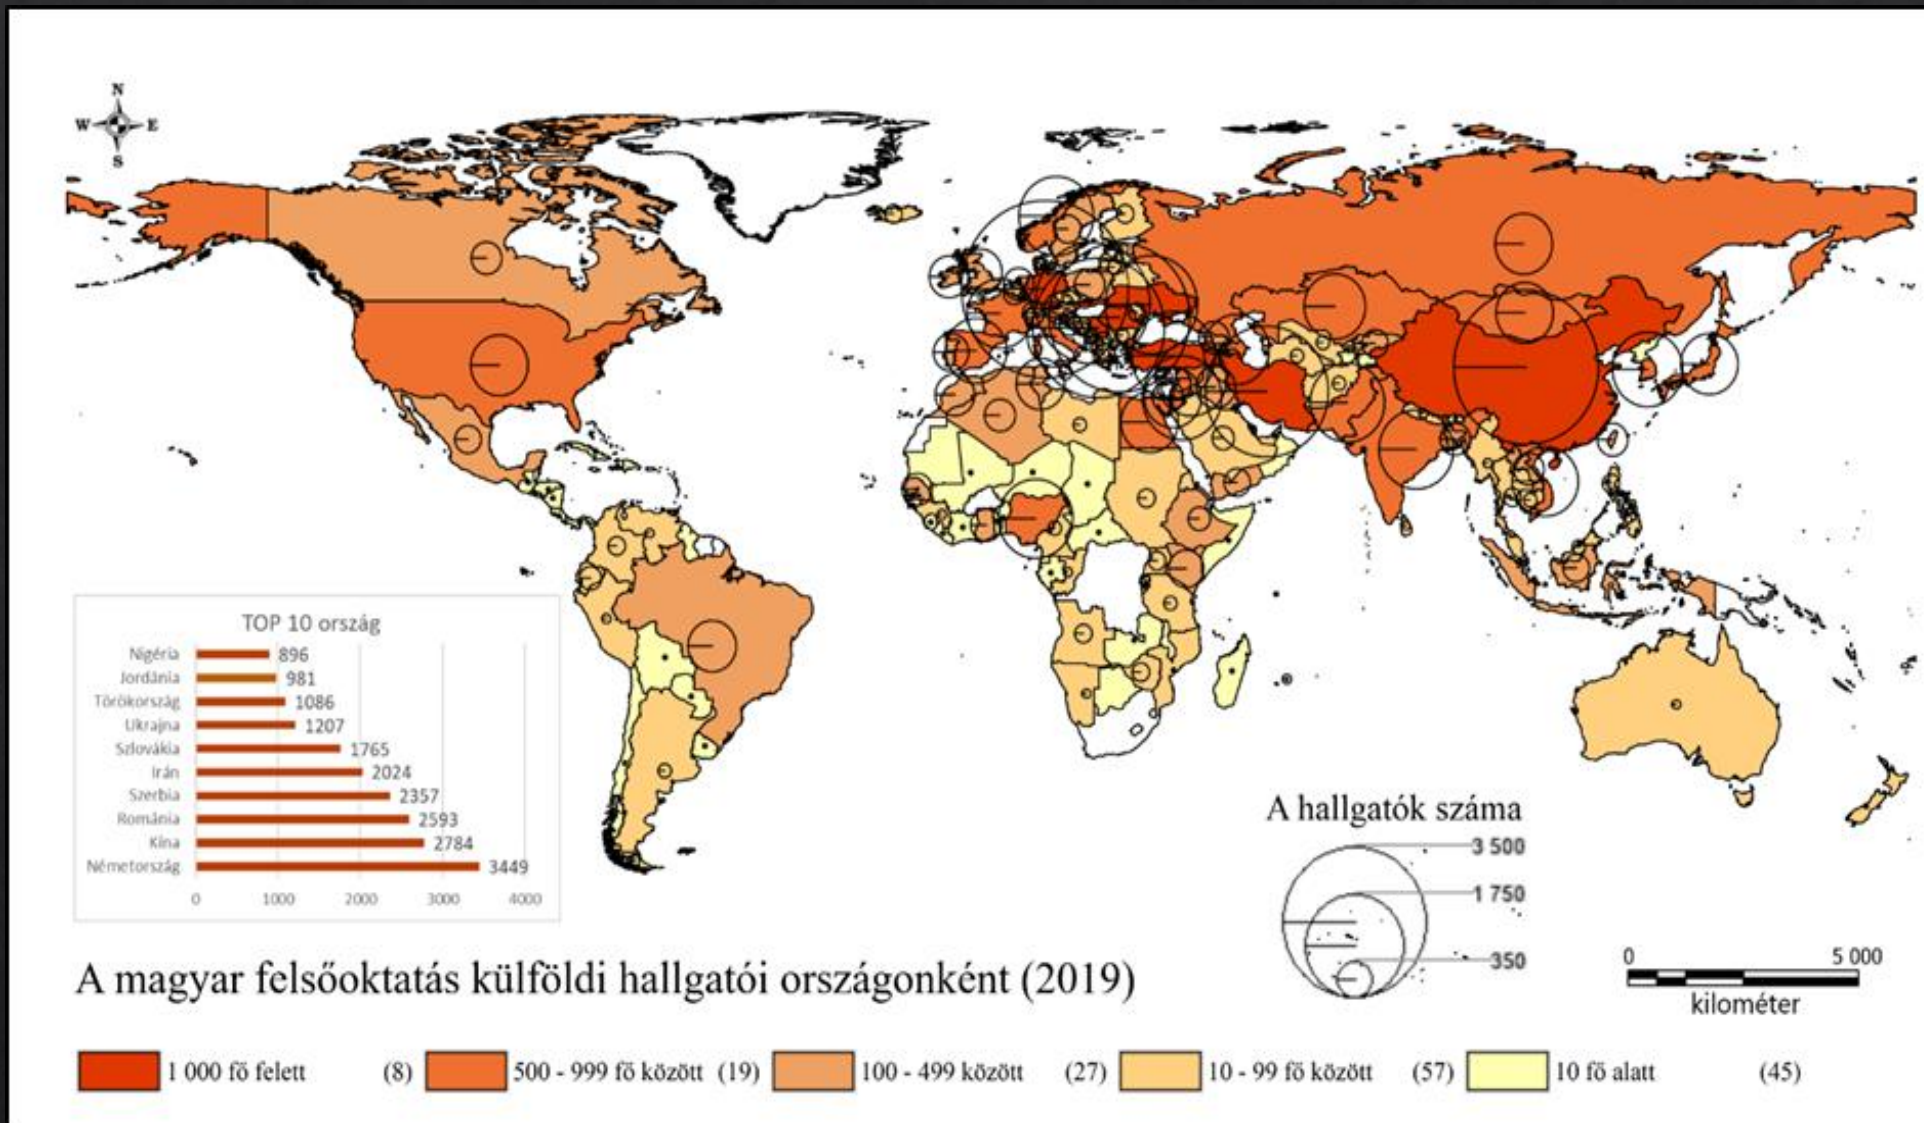 N
W E
S
TOP 10 ország
Nigéria 896
Jordánia 981
Törökország 1086
Ukrajna 1207
Szlovákia 1765
Irán 2024
Szerbia 2357
Románia 2593
Kína 2784
Németország 3449
0 1000 2000 3000 4000
A hallgatók száma
3 500
1 750
350
0 5 000
kilométer
A magyar felsőoktatás külföldi hallgatói országonként (2019)
1 000 fő felett (8) 500 - 999 fő között (19) 100 - 499 között (27) 10 - 99 fő között (57) 10 fő alatt (45)